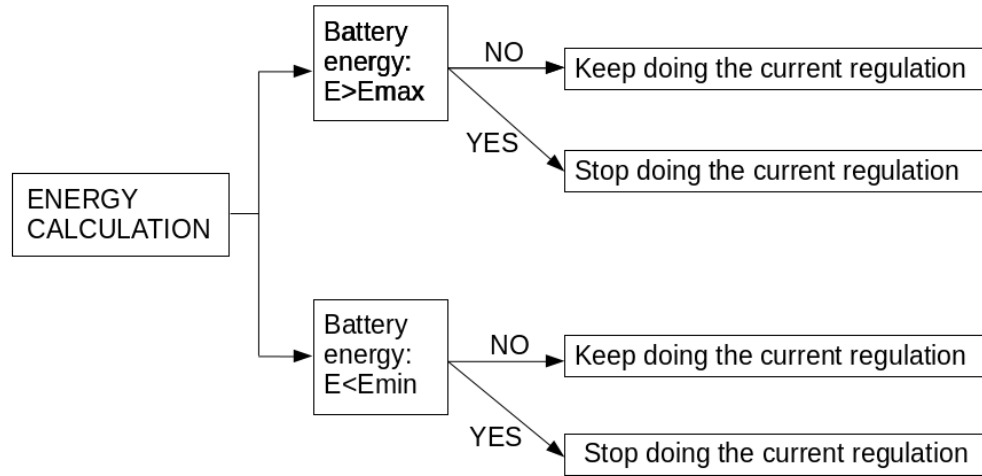 Battery
energy:
E>Emax
NO
Keep doing the current regulation
YES
Stop doing the current regulation
ENERGY
CALCULATION
Battery
energy:
E<Emin
NO
Keep doing the current regulation
YES
Stop doing the current regulation